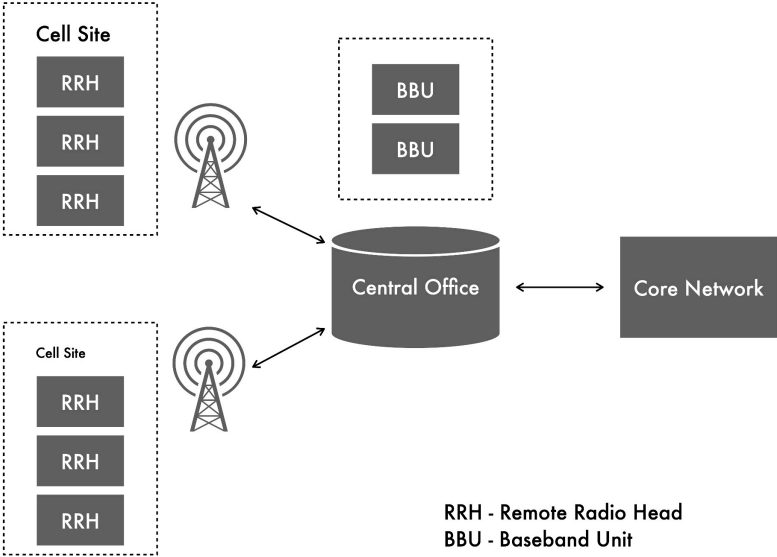 Cell Site
RRH
RRH
RRH
BBU
BBU
Central Office
Core Network
Cell Site
RRH
RRH
RRH
RRH - Remote Radio Head
BBU - Baseband Unit